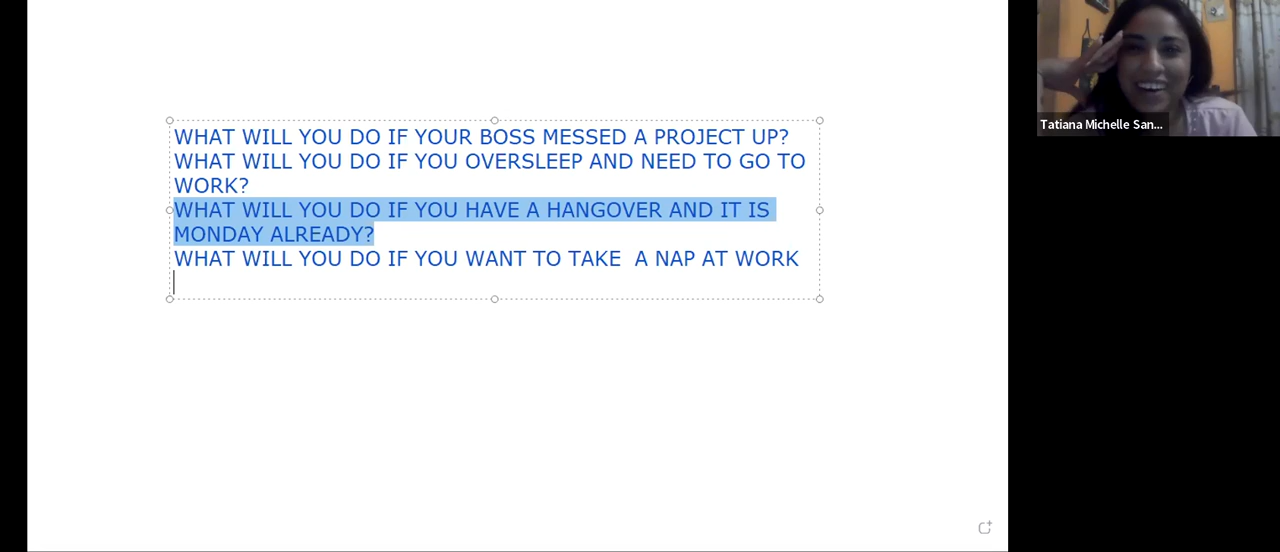 WHAT WILL YOU DO IF YOUR BOSS MESSED A PROJECT UP?
WHAT WILL YOU DO IF YOU OVERSLEEP AND NEED TO GO TO
WORK?
WHAT WILL YOU DO IF YOU HAVE A HANGOVER AND IT IS
MONDAY ALREADY?
WHAT WILL YOU DO IF YOU WANT TO TAKE  A NAP AT WORK
Tatiana Michelle San...